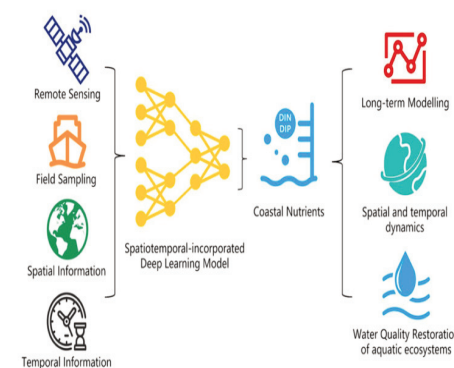 Remote Sensing
Field Sampling
Spatial Information
Temporal Information
Spatiotemporal-incorporated
Deep Learning Model
DIN
DIP
Coastal Nutrients
Long-term Modelling
Spatial and temporal
dynamics
Water Quality Restoratio
of aquatic ecosystems